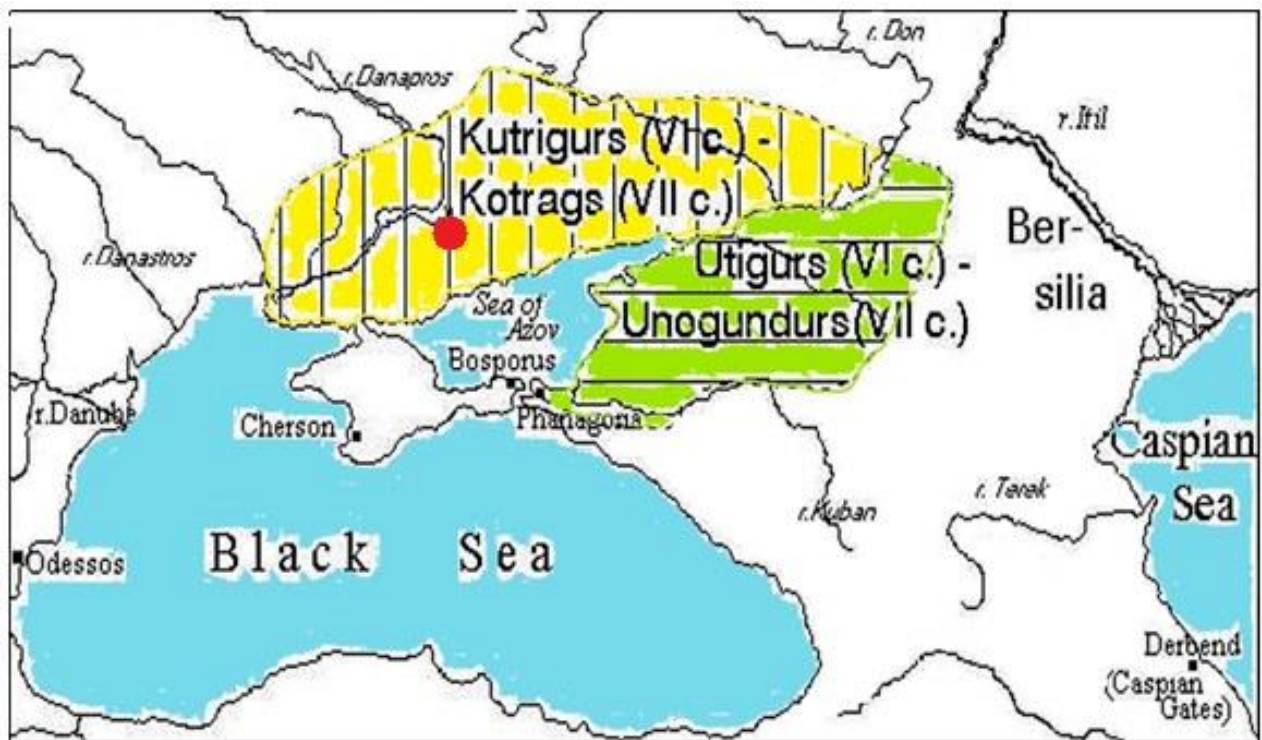 r. Don
r. Danapros
r. Itil
Kutrigurs (VI c.) -
Kotrags (VII c.)
Ber-
silia
r. Danastros
Utigurs (VI c.) -
Unogundurs (VII c.)
Sea of
Azov
Bosporus
r. Danube
Phanagoria
Cherson
Caspian
Sea
r. Terek
r. Kuban
Black Sea
Odessos
Derbend
(Caspian
Gates)